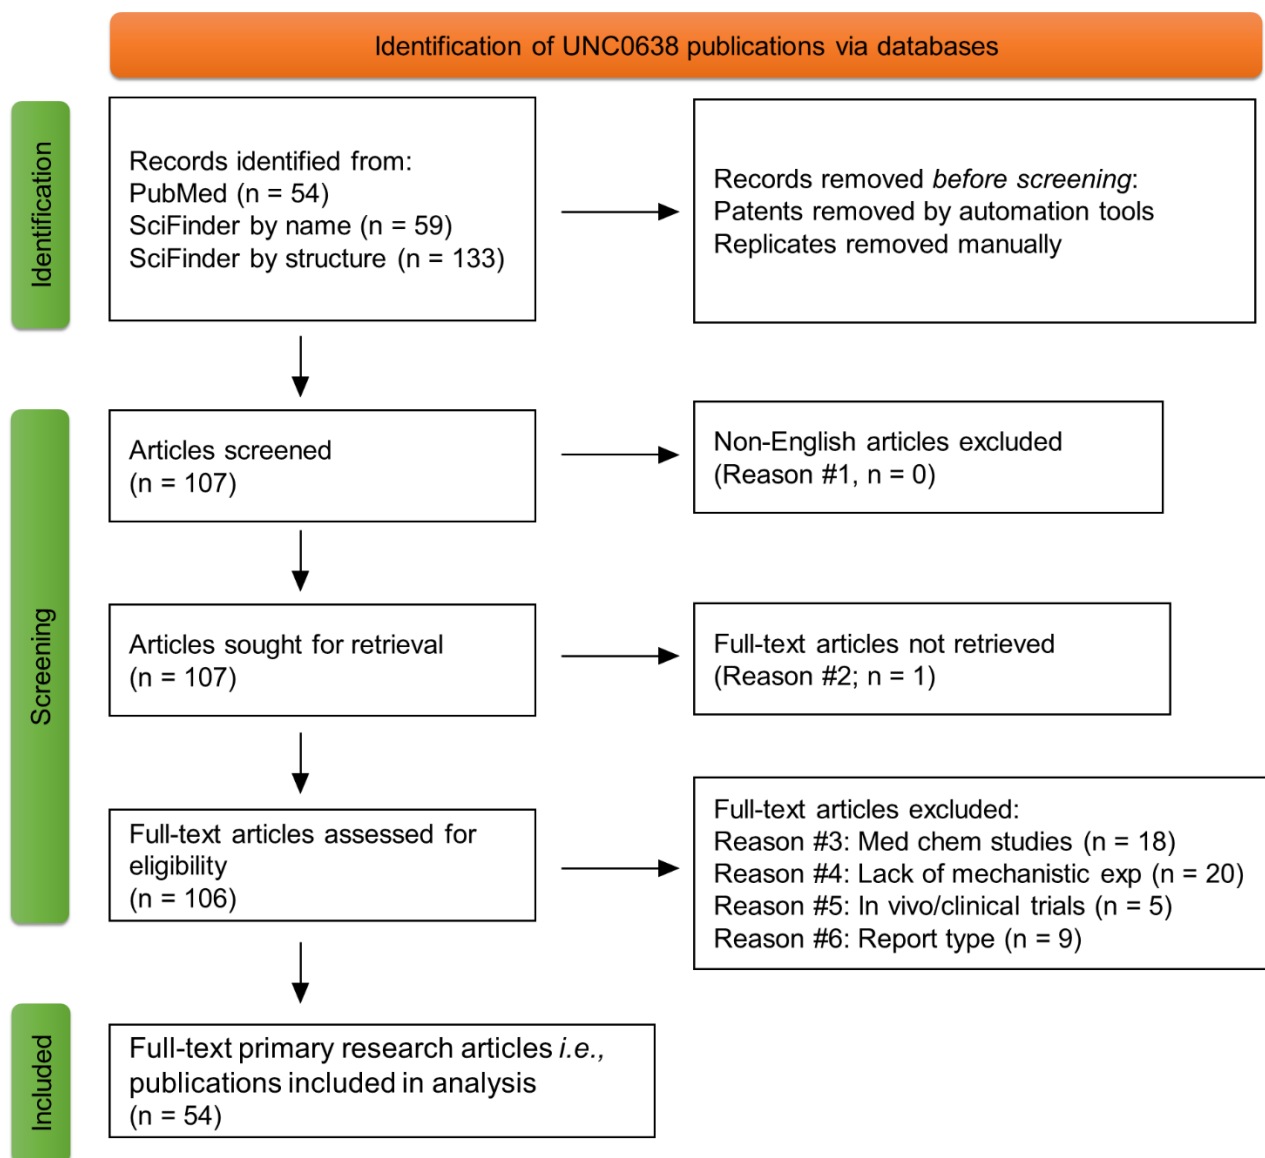 Identification of UNC0638 publications via databases
Identification
Records identified from:
PubMed (n = 54)
SciFinder by name (n = 59)
SciFinder by structure (n = 133)
Records removed before screening:
Patents removed by automation tools
Replicates removed manually
Screening
Articles screened
(n = 107)
Non-English articles excluded
(Reason #1, n = 0)
Articles sought for retrieval
(n = 107)
Full-text articles not retrieved
(Reason #2; n = 1)
Full-text articles assessed for
eligibility
(n = 106)
Full-text articles excluded:
Reason #3: Med chem studies (n = 18)
Reason #4: Lack of mechanistic exp (n = 20)
Reason #5: In vivo/clinical trials (n = 5)
Reason #6: Report type (n = 9)
Included
Full-text primary research articles i.e.,
publications included in analysis
(n = 54)